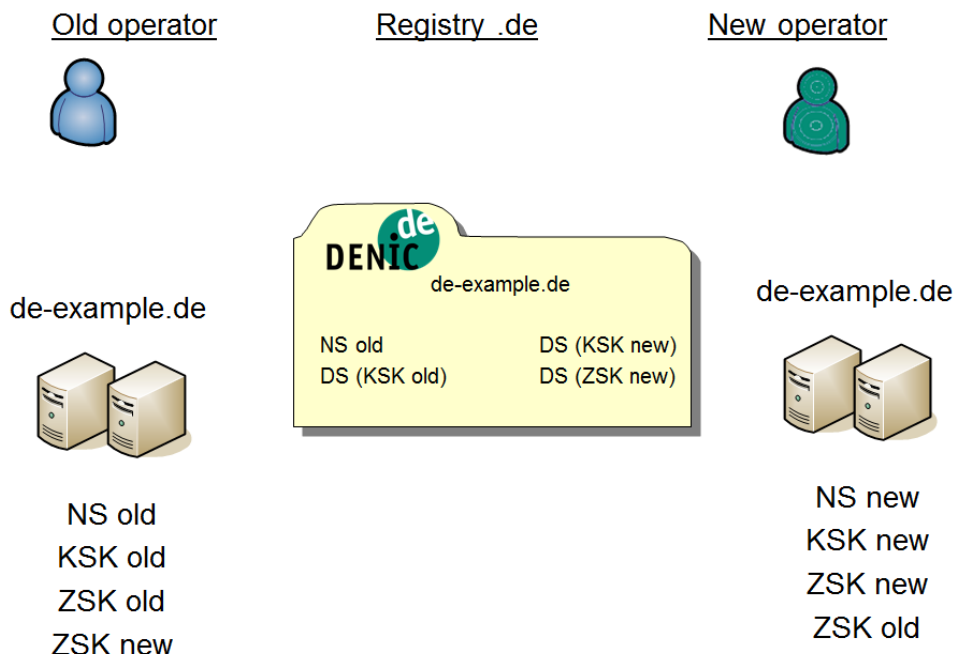 Old operator
Registry .de
New operator
de
DENIC
de-example.de
de-example.de
de-example.de
NS old
DS (KSK new)
DS (KSK old)
DS (ZSK new)
NS old
KSK old
ZSK old
ZSK new
NS new
KSK new
ZSK new
ZSK old